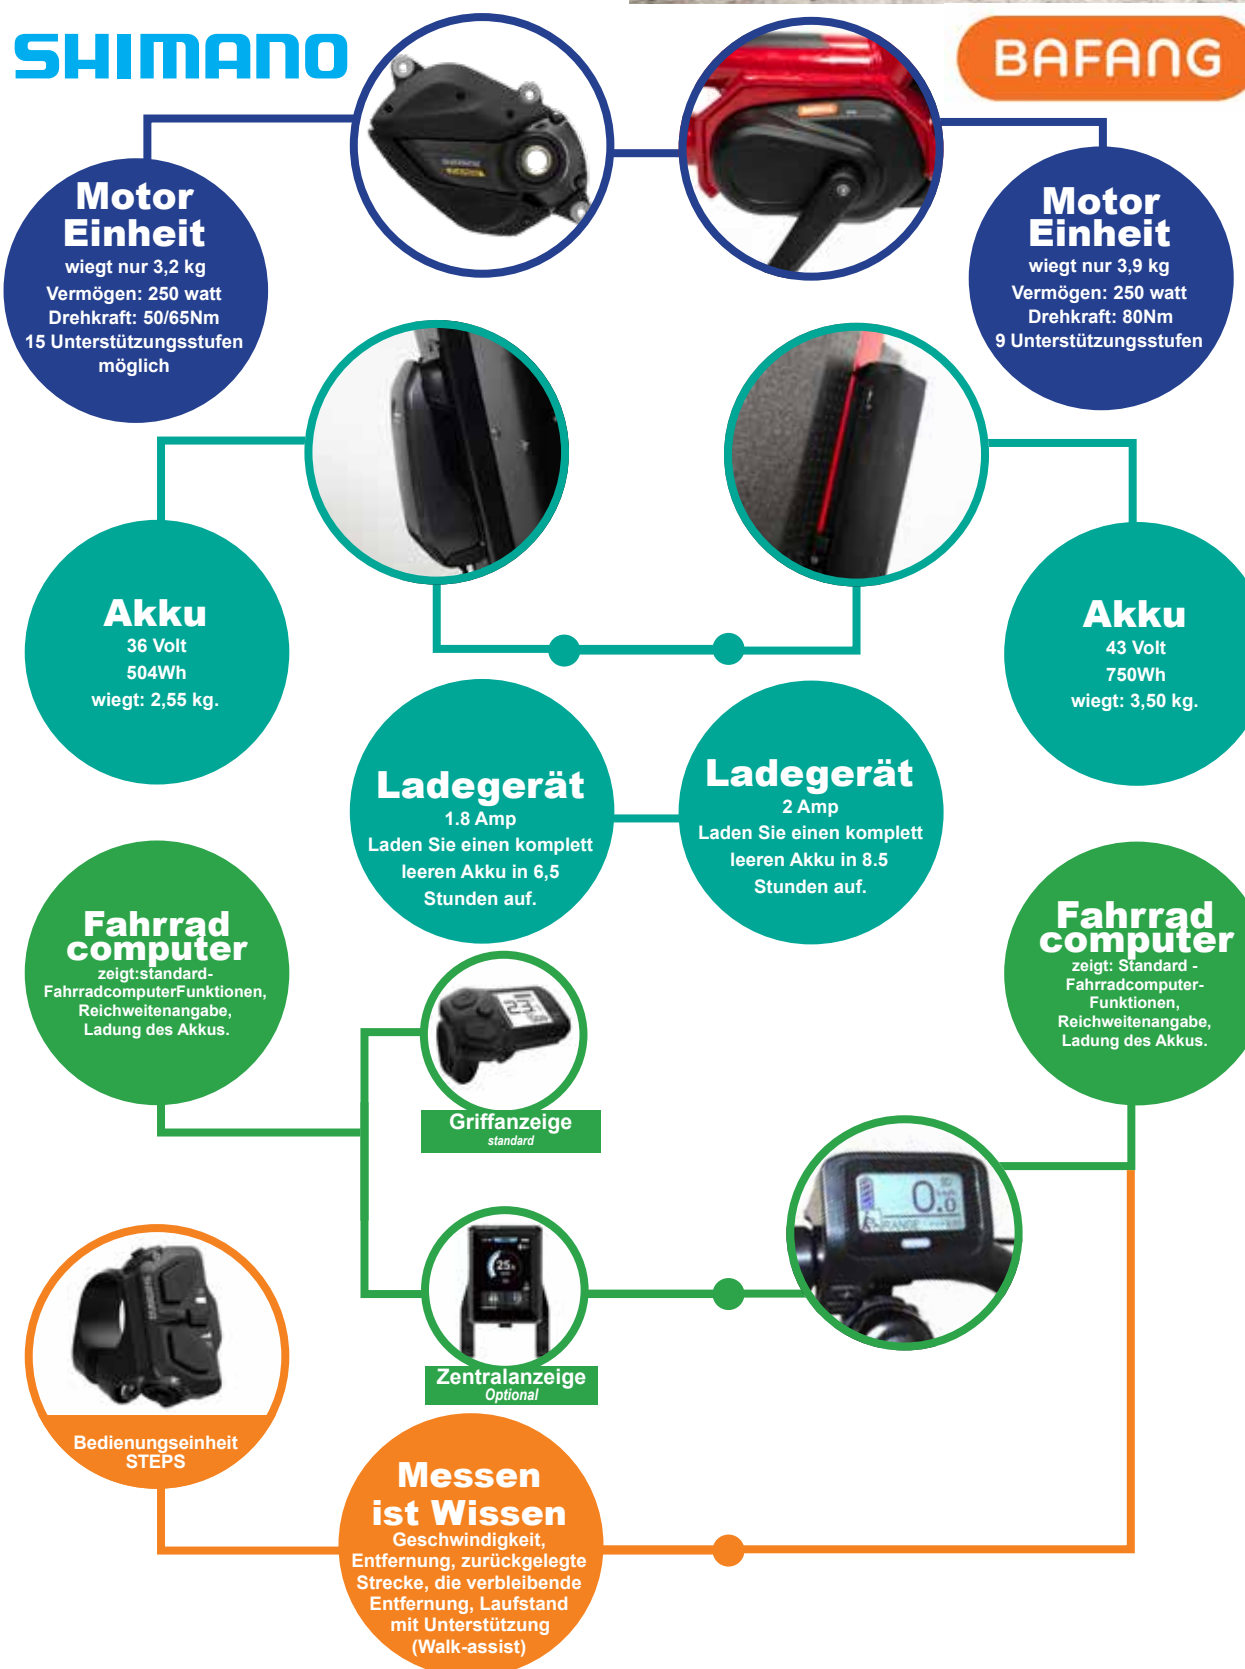 SHIMANO
BAFANG
Motor
Einheit
wiegt nur 3,2 kg
Vermögen: 250 watt
Drehkraft: 50/65Nm
15 Unterstützungsstufen
möglich
Motor
Einheit
wiegt nur 3,9 kg
Vermögen: 250 watt
Drehkraft: 80Nm
9 Unterstützungsstufen
Akku
36 Volt
504Wh
wiegt: 2,55 kg.
Akku
43 Volt
750Wh
wiegt: 3,50 kg.
Ladegerät
1.8 Amp
Laden Sie einen komplett
leeren Akku in 6,5
Stunden auf.
Ladegerät
2 Amp
Laden Sie einen komplett
leeren Akku in 8.5
Stunden auf.
Fahrrad
computer
zeigt:standard-
FahrradcomputerFunktionen,
Reichweitenangabe,
Ladung des Akkus.
Fahrrad
computer
zeigt: Standard -
Fahrradcomputer-
Funktionen,
Reichweitenangabe,
Ladung des Akkus.
Griffanzeige
standard
0.0
RANGE
25
Zentralanzeige
Optional
Bedienungseinheit
STEPS
Messen
ist Wissen
Geschwindigkeit,
Entfernung, zurückgelegte
Strecke, die verbleibende
Entfernung, Laufstand
mit Unterstützung
(Walk-assist)